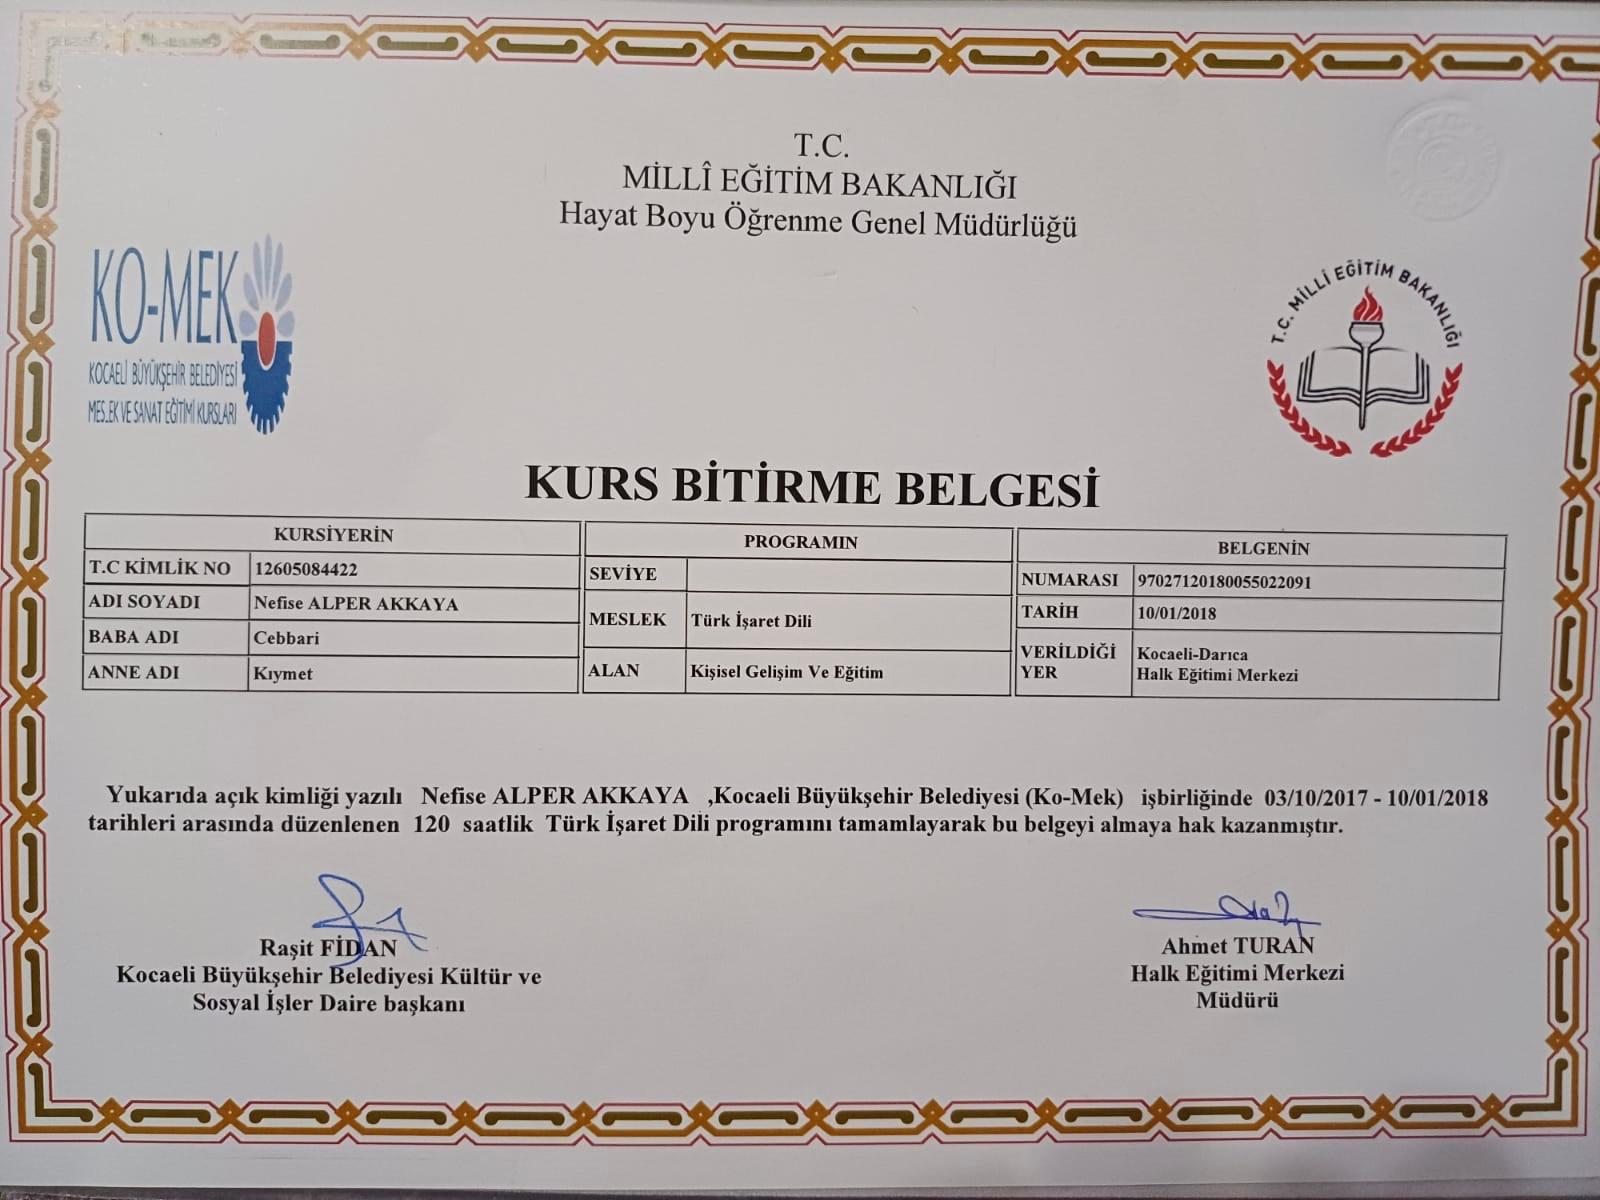 T.C.
MİLLÎ EĞİTİM BAKANLIĞI
Hayat Boyu Öğrenme Genel Müdürlüğü
KO-MEK
KOCAELİ BÜYÜKŞEHİR BELEDİYESİ
MESLEK VE SANAT EĞİTİMİ KURSLARI
T.C. MİLLİ EĞİTİM BAKANLIĞI
KURS BİTİRME BELGESİ
KURSİYERİN
T.C KİMLİK NO 12605084422
ADI SOYADI Nefise ALPER AKKAYA
BABA ADI Cebbari
ANNE ADI Kıymet
PROGRAMIN
SEVİYE
MESLEK Türk İşaret Dili
ALAN Kişisel Gelişim Ve Eğitim
BELGENİN
NUMARASI 97027120180055022091
TARİH 10/01/2018
VERİLDİĞİ YER Kocaeli-Darıca
Halk Eğitimi Merkezi
Yukarıda açık kimliği yazılı Nefise ALPER AKKAYA ,Kocaeli Büyükşehir Belediyesi (Ko-Mek) işbirliğinde 03/10/2017 - 10/01/2018
tarihleri arasında düzenlenen 120 saatlik Türk İşaret Dili programını tamamlayarak bu belgeyi almaya hak kazanmıştır.
Raşit FİDAN
Kocaeli Büyükşehir Belediyesi Kültür ve
Sosyal İşler Daire başkanı
Ahmet TURAN
Halk Eğitimi Merkezi
Müdürü